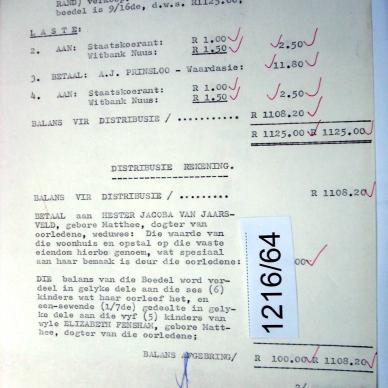 RAND) verkoop
boedel is 9/16de, d.w.s. R1125.00,
L A S T E :
2. AAN: Staatskoerant: R 1.00
Witbank Nuus: R 1.50 2.50
3. BETAAL: A.J. PRINSLOO - Waardasie: 11.80
4. AAN: Staatskoerant: R 1.00
Witbank Nuus: R 1.50 2.50
BALANS VIR DISTRIBUSIE/ .......... R 1108.20
R 1125.00 R 1125.00
DISTRIBUSIE REKENING.
BALANS VIR DISTRIBUSIE / ......... R 1108.20
BETAAL aan HESTER JACOBA VAN JAARS-
VELD, gebore Matthee, dogter van
oorledene, weduwee: Die waarde van
die woonhuis en opstal op die vaste
eiendom hierbo genoem, wat spesiaal
aan haar bemaak is deur die oorledene:
DIE balans van die Boedel word ver-
deel in gelyke dele aan die ses (6)
kinders wat haar oorleef het, en
een-sewende (1/7de) gedeelte in gely-
ke dele aan die vyf (5) kinders van
wyle ELIZABETH FENSHAM, gebore Matt-
hee, dogter van die oorledene;
BALANS AFGEBRING/ R 100.00 R 1108.20
2/
1216/64